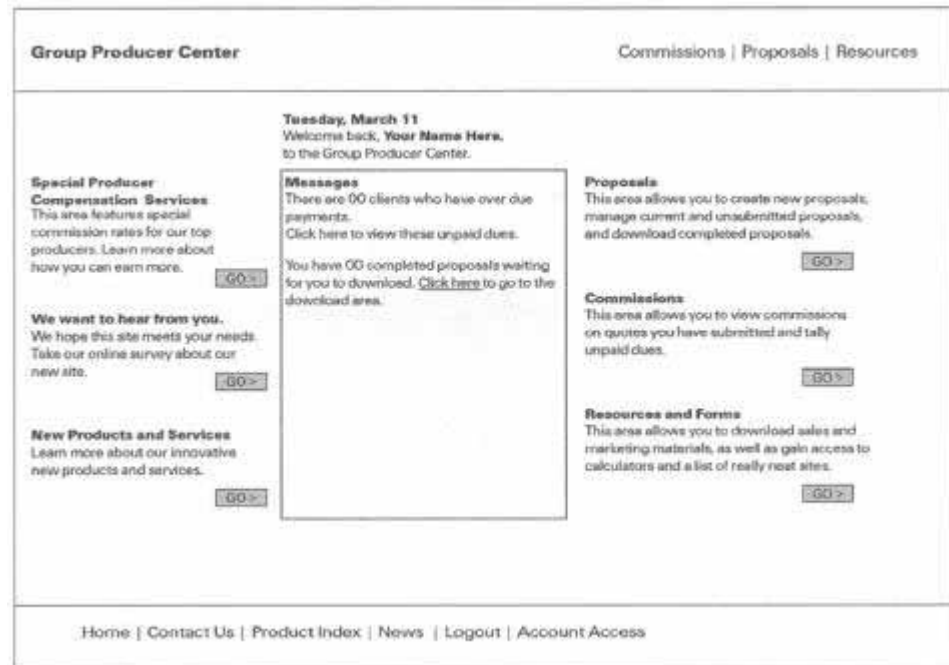 Group Producer Center
Commissions | Proposals | Resources
Tuesday, March 11
Welcome back, Your Name Here,
to the Group Producer Center.
Special Producer
Compensation Services
This area features special
commission rates for our top
producers. Learn more about
how you can earn more.
GO >
We want to hear from you.
We hope this site meets your needs.
Take our online survey about our
new site.
GO >
New Products and Services
Learn more about our innovative
new products and services.
GO >
Messages
There are 00 clients who have over due
payments.
Click here to view these unpaid dues.
You have 00 completed proposals waiting
for you to download. Click here to go to the
download area.
Proposals
This area allows you to create new proposals,
manage current and unsubmitted proposals,
and download completed proposals.
GO >
Commissions
This area allows you to view commissions
on quotes you have submitted and tally
unpaid dues.
GO >
Resources and Forms
This area allows you to download sales and
marketing materials, as well as gain access to
calculators and a list of really neat sites.
GO >
Home | Contact Us | Product Index | News | Logout | Account Access